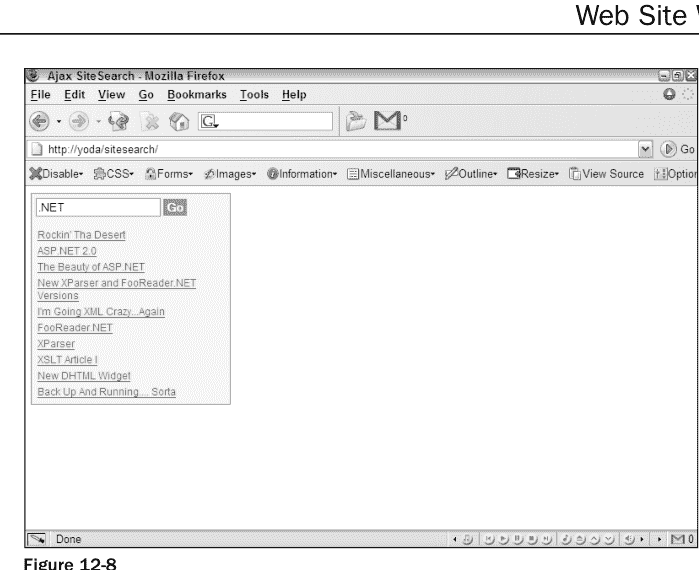 Web Site
Ajax SiteSearch - Mozilla Firefox
File Edit View Go Bookmarks Tools Help
G
M 0
http://yoda/sitesearch/
Go
Disable CSS Forms Images Information Miscellaneous Outline Resize View Source Option
.NET Go
Rockin' Tha Desert
ASP.NET 2.0
The Beauty of ASP.NET
New XParser and FooReader.NET
Versions
I'm Going XML Crazy...Again
FooReader.NET
XParser
XSLT Article I
New DHTML Widget
Back Up And Running.... Sorta
Done
M 0
Figure 12-8